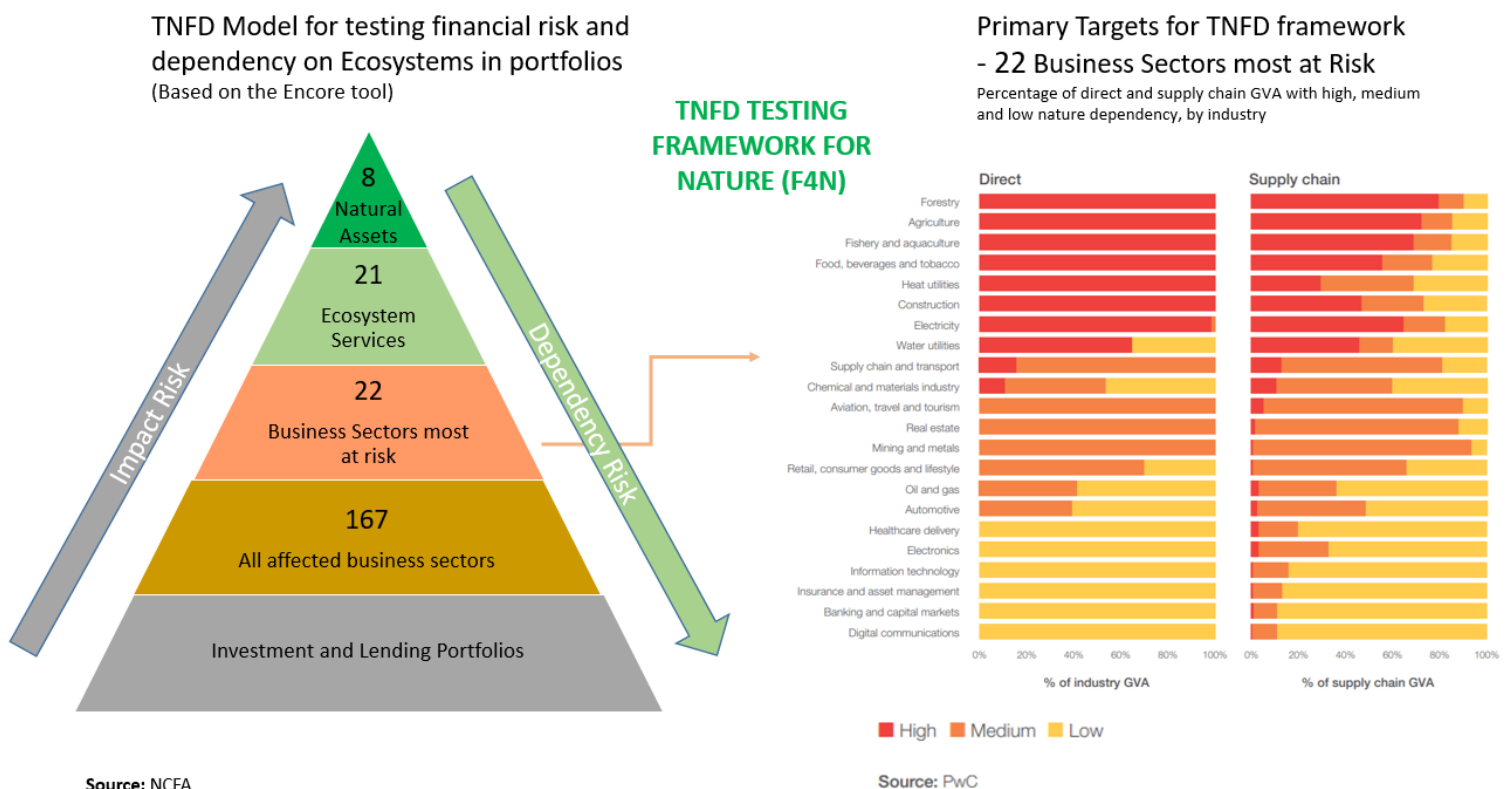 TNFD Model for testing financial risk and
dependency on Ecosystems in portfolios
(Based on the Encore tool)
TNFD TESTING
FRAMEWORK FOR
NATURE (F4N)
8
Natural
Assets
21
Ecosystem
Services
22
Business Sectors most
at risk
167
All affected business sectors
Investment and Lending Portfolios
Impact Risk
Dependency Risk
Source: NCFA
Primary Targets for TNFD framework
- 22 Business Sectors most at Risk
Percentage of direct and supply chain GVA with high, medium
and low nature dependency, by industry
Direct
Supply chain
Forestry
Agriculture
Fishery and aquaculture
Food, beverages and tobacco
Heat utilities
Construction
Electricity
Water utilities
Supply chain and transport
Chemical and materials industry
Aviation, travel and tourism
Real estate
Mining and metals
Retail, consumer goods and lifestyle
Oil and gas
Automotive
Healthcare delivery
Electronics
Information technology
Insurance and asset management
Banking and capital markets
Digital communications
0% 20% 40% 60% 80% 100%
0% 20% 40% 60% 80% 100%
% of industry GVA
% of supply chain GVA
High Medium Low
Source: PwC